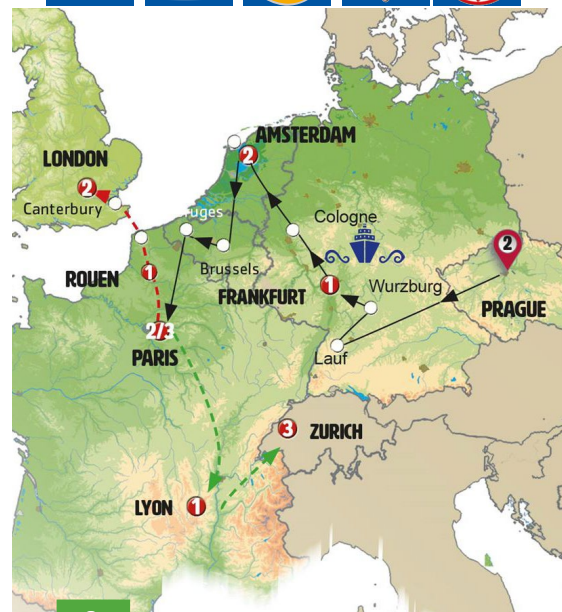 AMSTERDAM
2
LONDON
2
Canterbury
uges
Cologne
2
Brussels
ROUEN
1
FRANKFURT
1
Wurzburg
PRAGUE
2/3
PARIS
Lauf
3
ZURICH
LYON
1